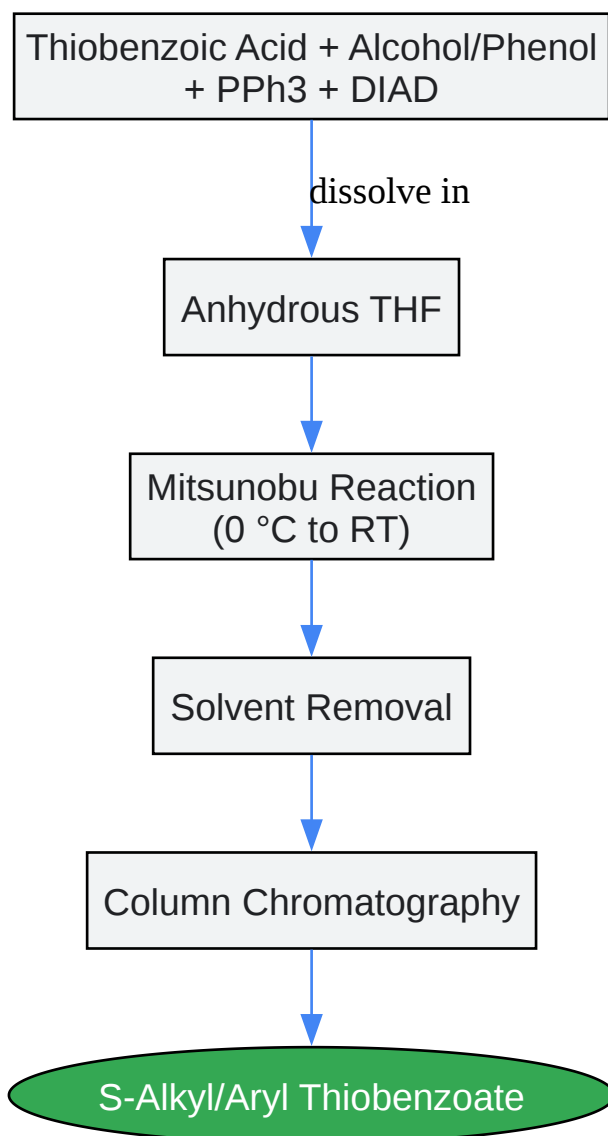 Thiobenzoic Acid + Alcohol/Phenol
+ PPh3 + DIAD
dissolve in
Anhydrous THF
Mitsunobu Reaction
(0 °C to RT)
Solvent Removal
Column Chromatography
S-Alkyl/Aryl Thiobenzoate